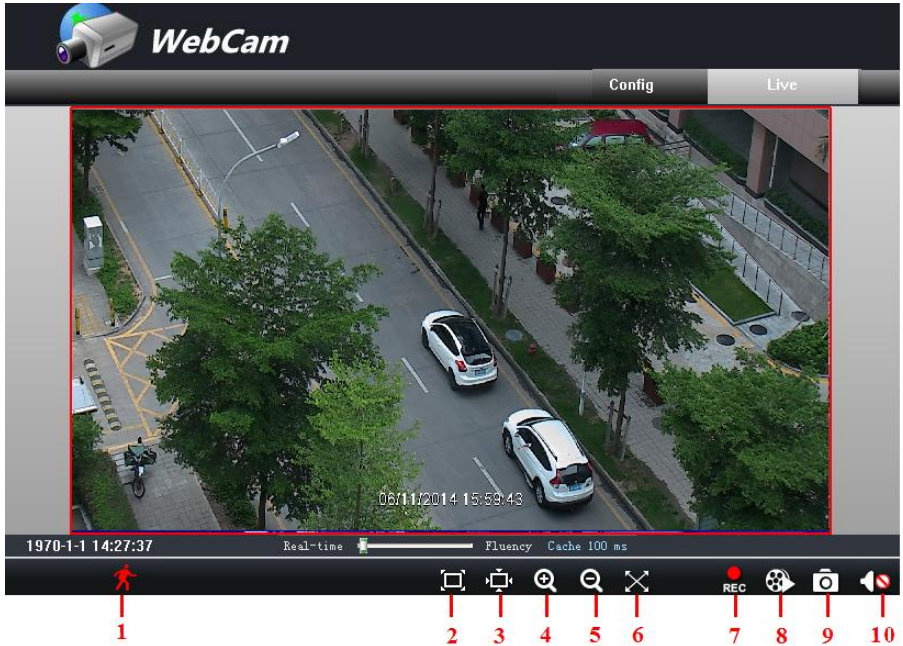 WebCam
Config Live
06/11/2014 15:59:43
1970-1-1 14:27:37 Real-time Fluency Cache 100 ms
REC
1 2 3 4 5 6 7 8 9 10